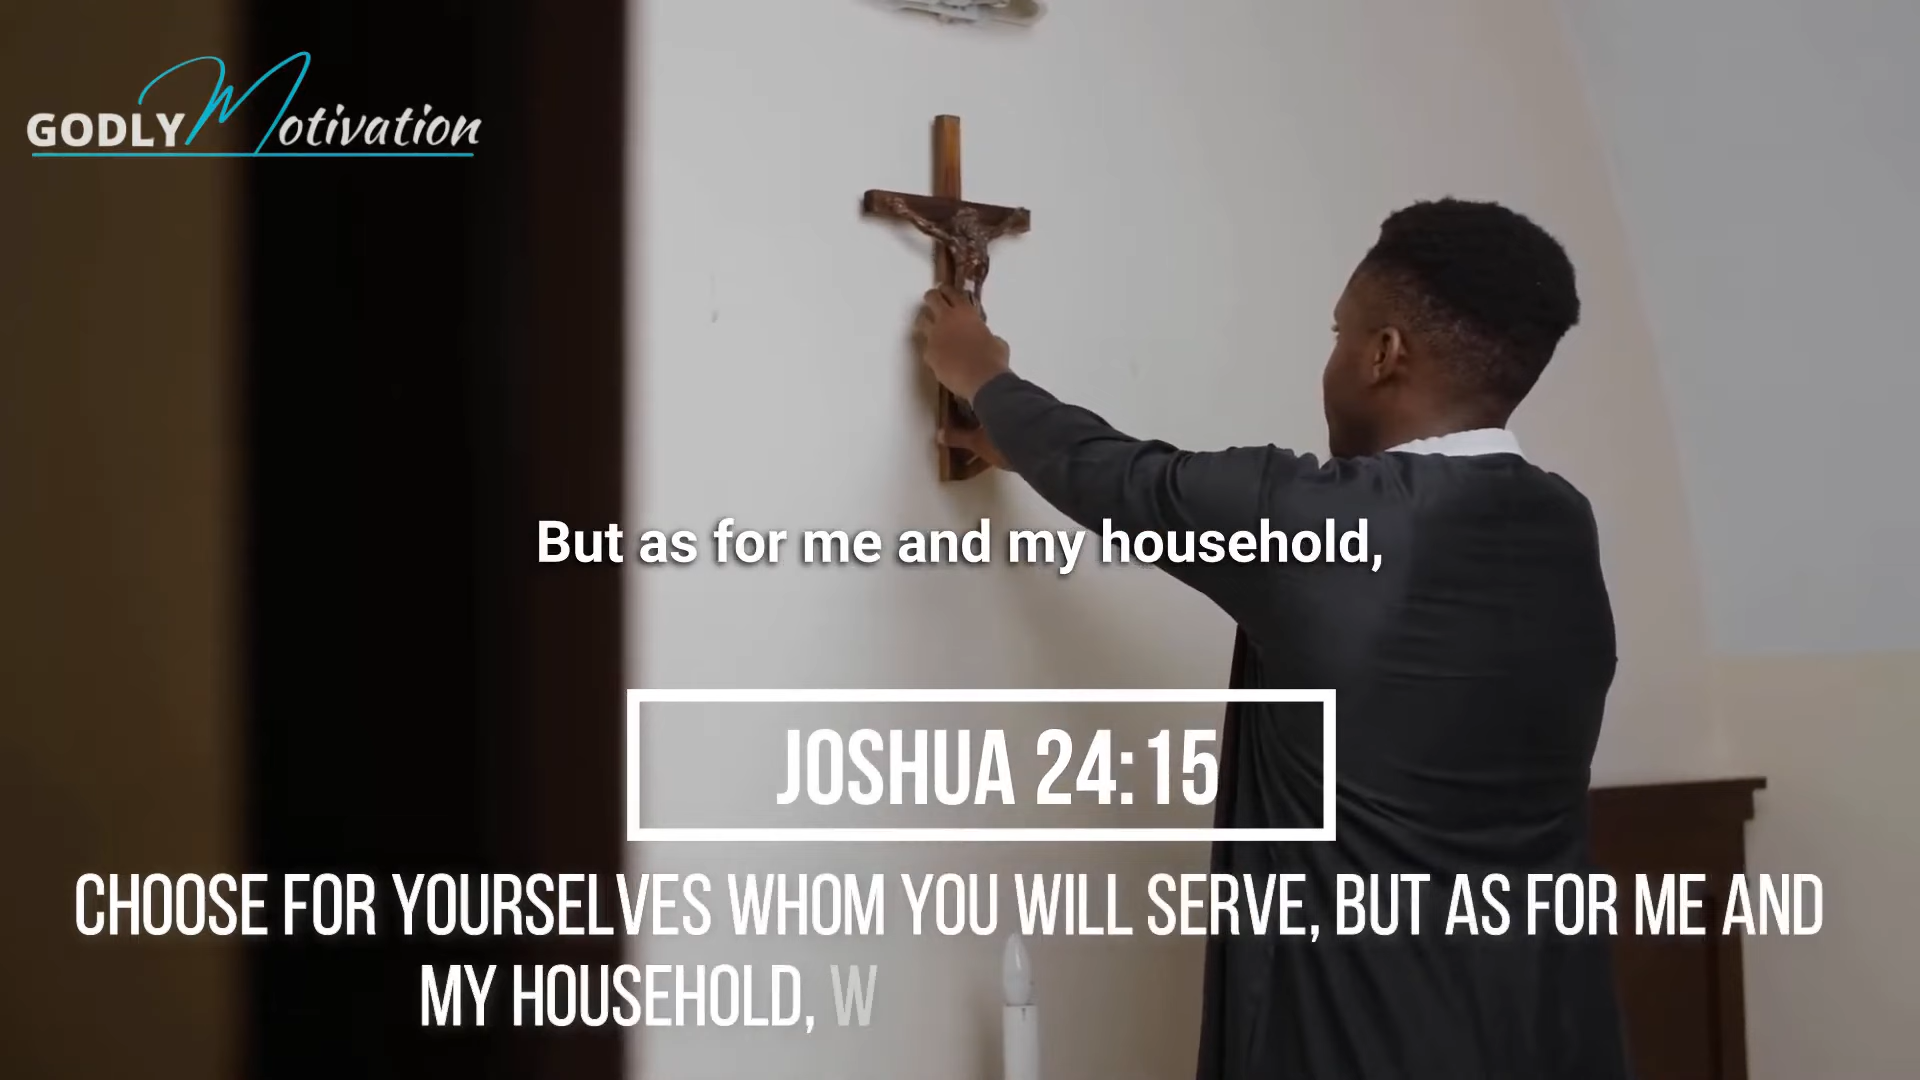 GODLY Motivation
But as for me and my household,
JOSHUA 24:15
CHOOSE FOR YOURSELVES WHOM YOU WILL SERVE, BUT AS FOR ME AND
MY HOUSEHOLD, W